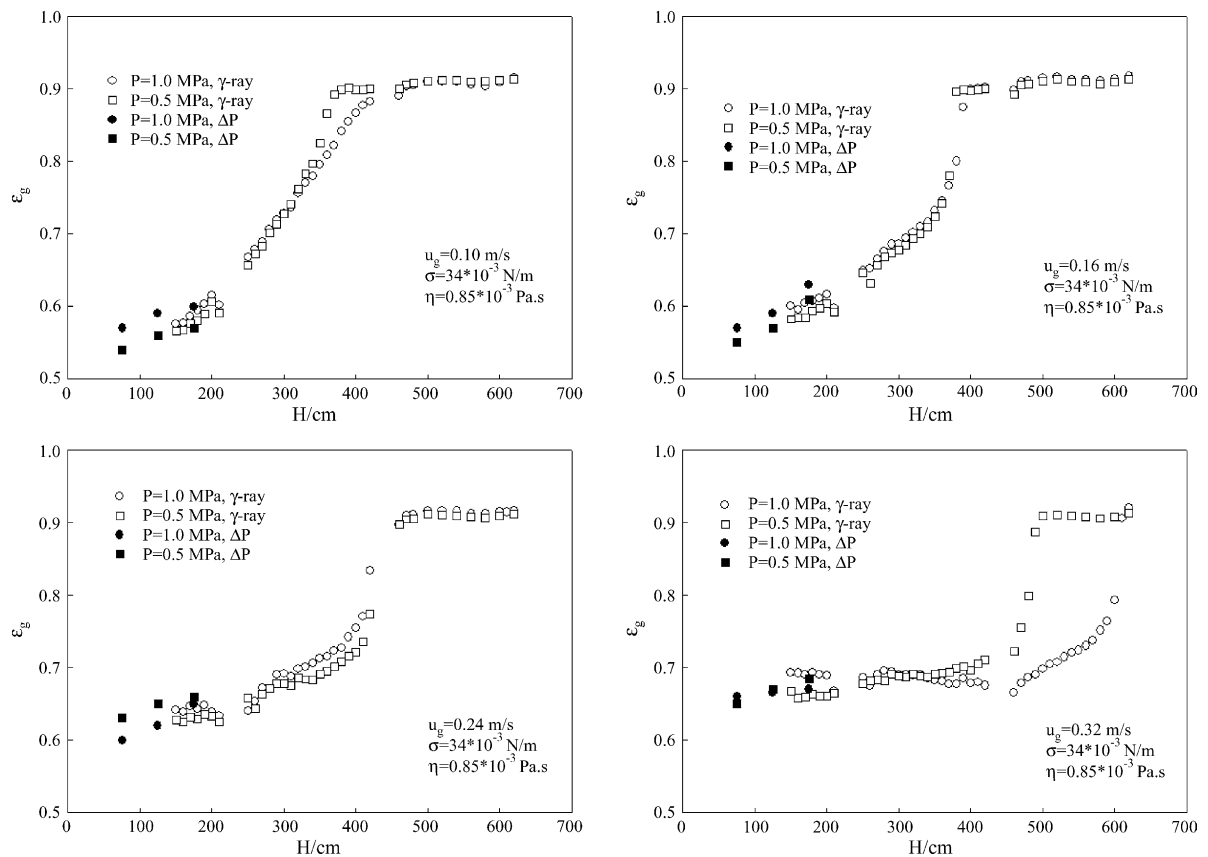 1.0
0.9
0.8
0.7
0.6
0.5
εg
P=1.0 MPa, γ-ray
P=0.5 MPa, γ-ray
P=1.0 MPa, ΔP
P=0.5 MPa, ΔP
ug=0.10 m/s
σ=34*10-3 N/m
η=0.85*10-3 Pa.s
0 100 200 300 400 500 600 700
H/cm
1.0
0.9
0.8
0.7
0.6
0.5
εg
P=1.0 MPa, γ-ray
P=0.5 MPa, γ-ray
P=1.0 MPa, ΔP
P=0.5 MPa, ΔP
ug=0.16 m/s
σ=34*10-3 N/m
η=0.85*10-3 Pa.s
0 100 200 300 400 500 600 700
H/cm
1.0
0.9
0.8
0.7
0.6
0.5
εg
P=1.0 MPa, γ-ray
P=0.5 MPa, γ-ray
P=1.0 MPa, ΔP
P=0.5 MPa, ΔP
ug=0.24 m/s
σ=34*10-3 N/m
η=0.85*10-3 Pa.s
0 100 200 300 400 500 600 700
H/cm
1.0
0.9
0.8
0.7
0.6
0.5
εg
P=1.0 MPa, γ-ray
P=0.5 MPa, γ-ray
P=1.0 MPa, ΔP
P=0.5 MPa, ΔP
ug=0.32 m/s
σ=34*10-3 N/m
η=0.85*10-3 Pa.s
0 100 200 300 400 500 600 700
H/cm